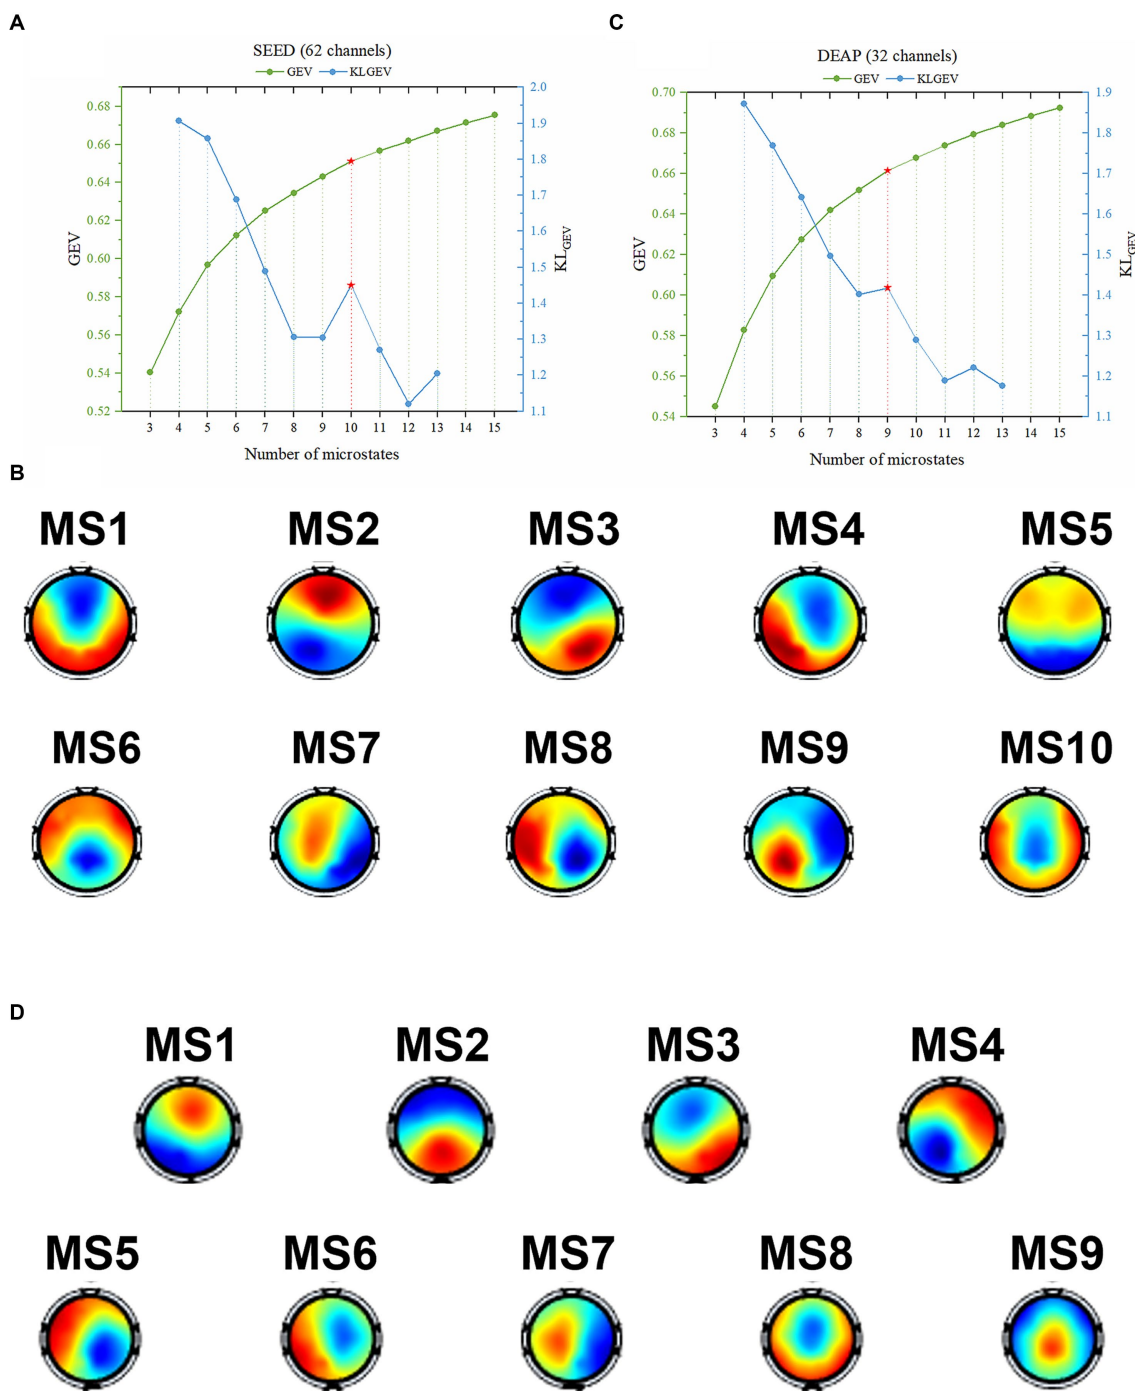 A
SEED (62 channels)
GEV KLGEV
0.68
0.66
0.64
0.62
0.60
0.58
0.56
0.54
0.52
GEV
2.0
1.9
1.8
1.7
1.6
1.5
1.4
1.3
1.2
1.1
KLGEV
3 4 5 6 7 8 9 10 11 12 13 14 15
Number of microstates
C
DEAP (32 channels)
GEV KLGEV
0.70
0.68
0.66
0.64
0.62
0.60
0.58
0.56
0.54
GEV
1.9
1.8
1.7
1.6
1.5
1.4
1.3
1.2
1.1
KLGEV
3 4 5 6 7 8 9 10 11 12 13 14 15
Number of microstates
B
MS1 MS2 MS3 MS4 MS5
MS6 MS7 MS8 MS9 MS10
D
MS1 MS2 MS3 MS4
MS5 MS6 MS7 MS8 MS9